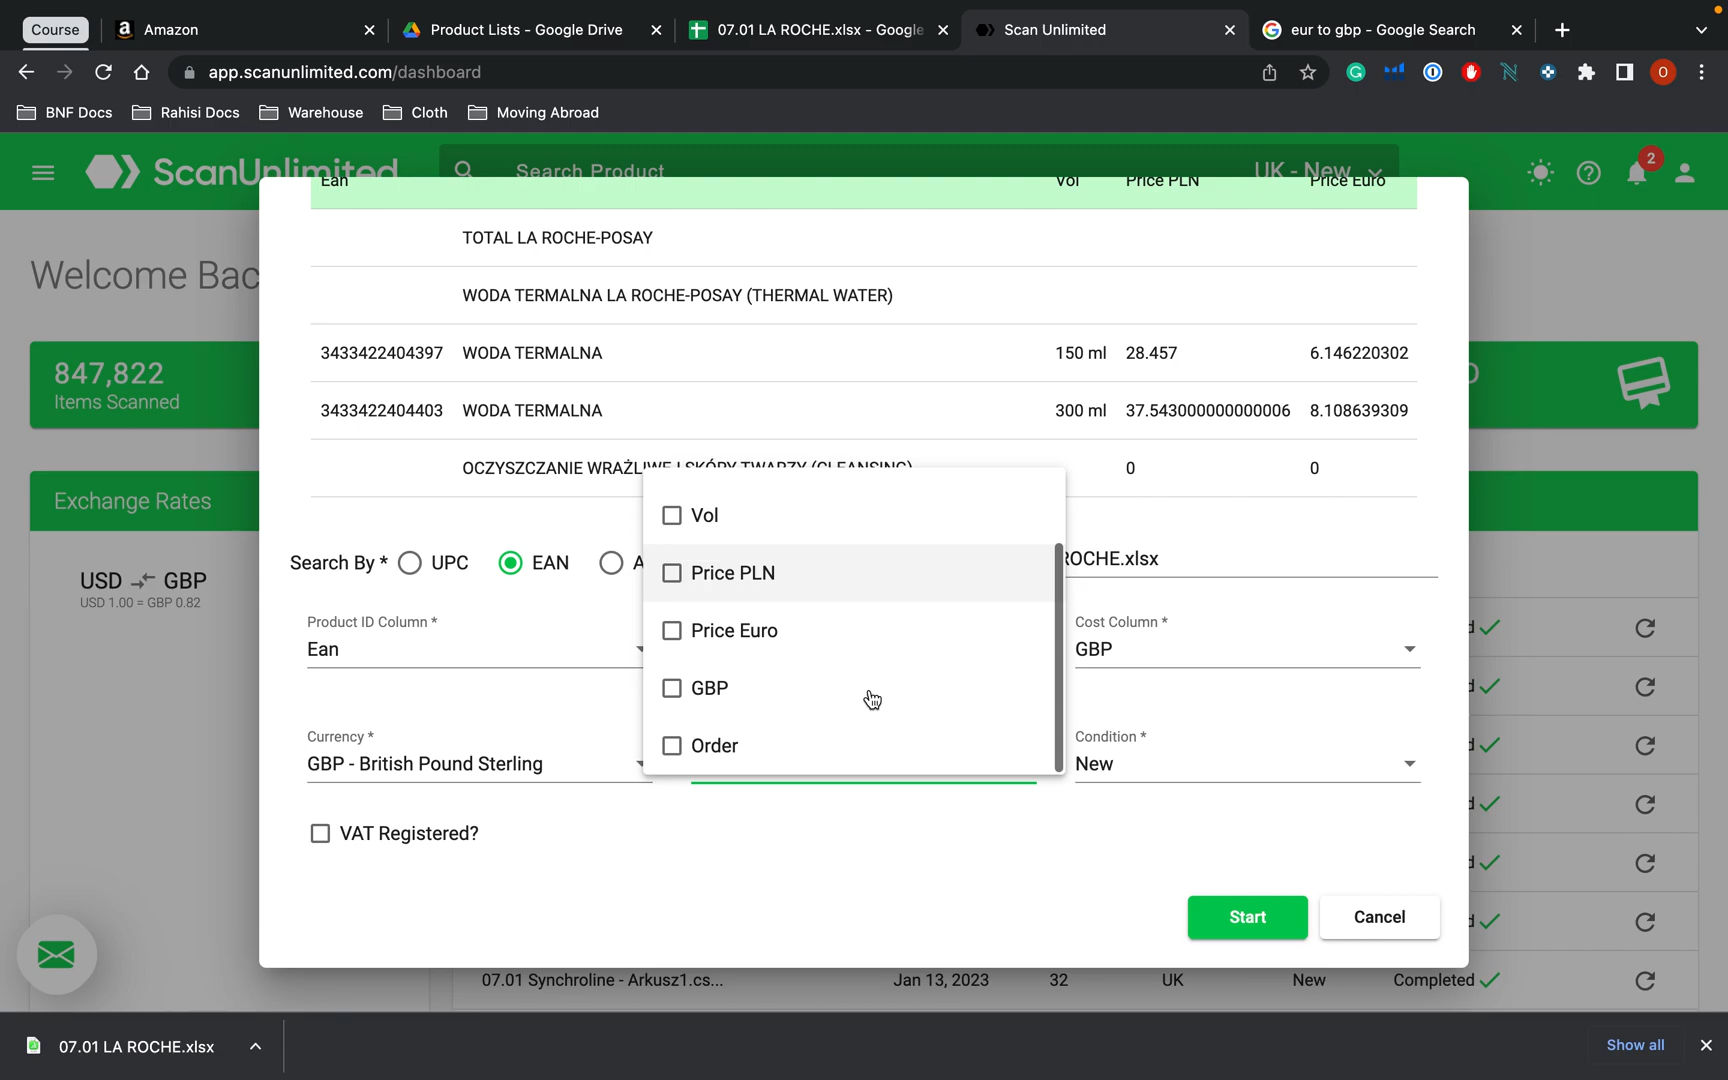 Course
Amazon
Product Lists - Google Drive
07.01 LA ROCHE.xlsx - Google
Scan Unlimited
eur to gbp - Google Search
app.scanunlimited.com/dashboard
O
BNF Docs
Rahisi Docs
Warehouse
Cloth
Moving Abroad
ScanUnlimited
Search Product
UK - New
2
Ean Vol Price PLN Price Euro
TOTAL LA ROCHE-POSAY
Welcome Bac
WODA TERMALNA LA ROCHE-POSAY (THERMAL WATER)
3433422404397 WODA TERMALNA 150 ml 28.457 6.146220302
847,822
Items Scanned
3433422404403 WODA TERMALNA 300 ml 37.543000000000006 8.108639309
OCZYSZCZANIE WRAŻLIWEJ SKÓRY TWARZY (CLEANSING) 0 0
Exchange Rates
USD GBP
USD 1.00 = GBP 0.82
Search By * UPC EAN A
ROCHE.xlsx
Vol
Price PLN
Price Euro
GBP
Order
Product ID Column *
Ean
Cost Column *
GBP
Currency *
GBP - British Pound Sterling
Condition *
New
VAT Registered?
Start
Cancel
07.01 Synchroline - Arkusz1.cs... Jan 13, 2023 32 UK New Completed
07.01 LA ROCHE.xlsx
Show all